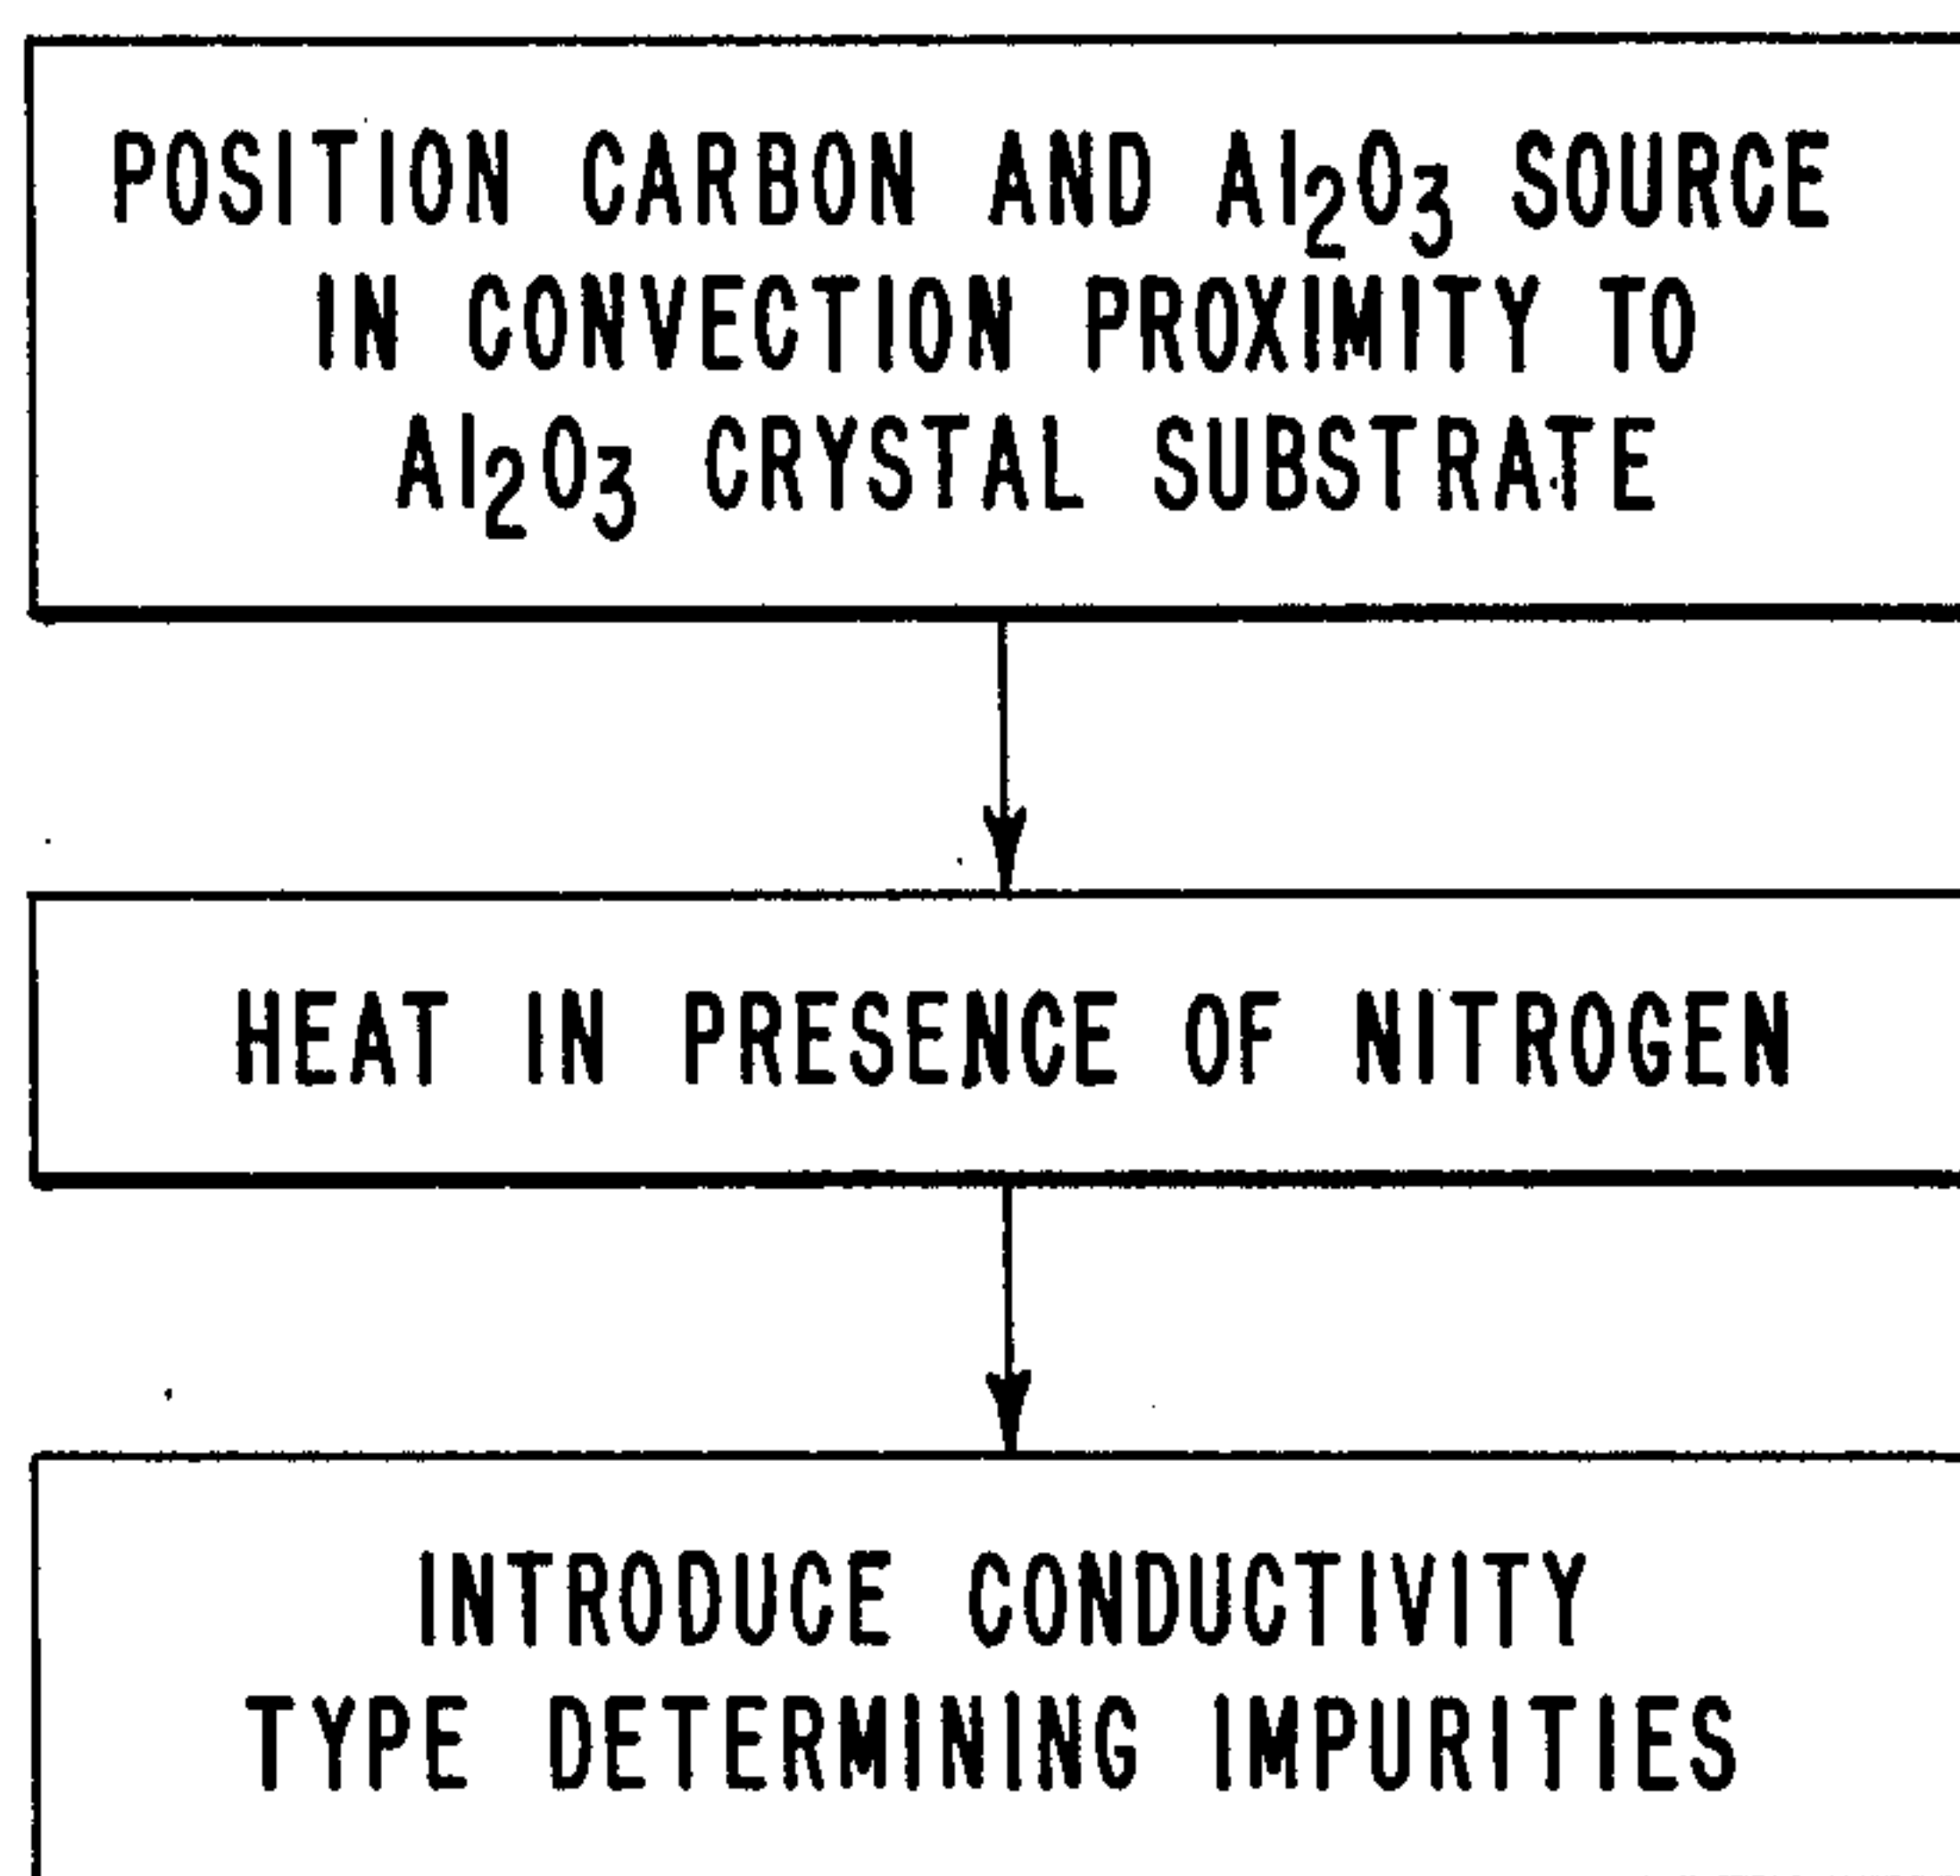 POSITION CARBON AND Al₂O₃ SOURCE
IN CONVECTION PROXIMITY TO
Al₂O₃ CRYSTAL SUBSTRATE
HEAT IN PRESENCE OF NITROGEN
INTRODUCE CONDUCTIVITY
TYPE DETERMINING IMPURITIES